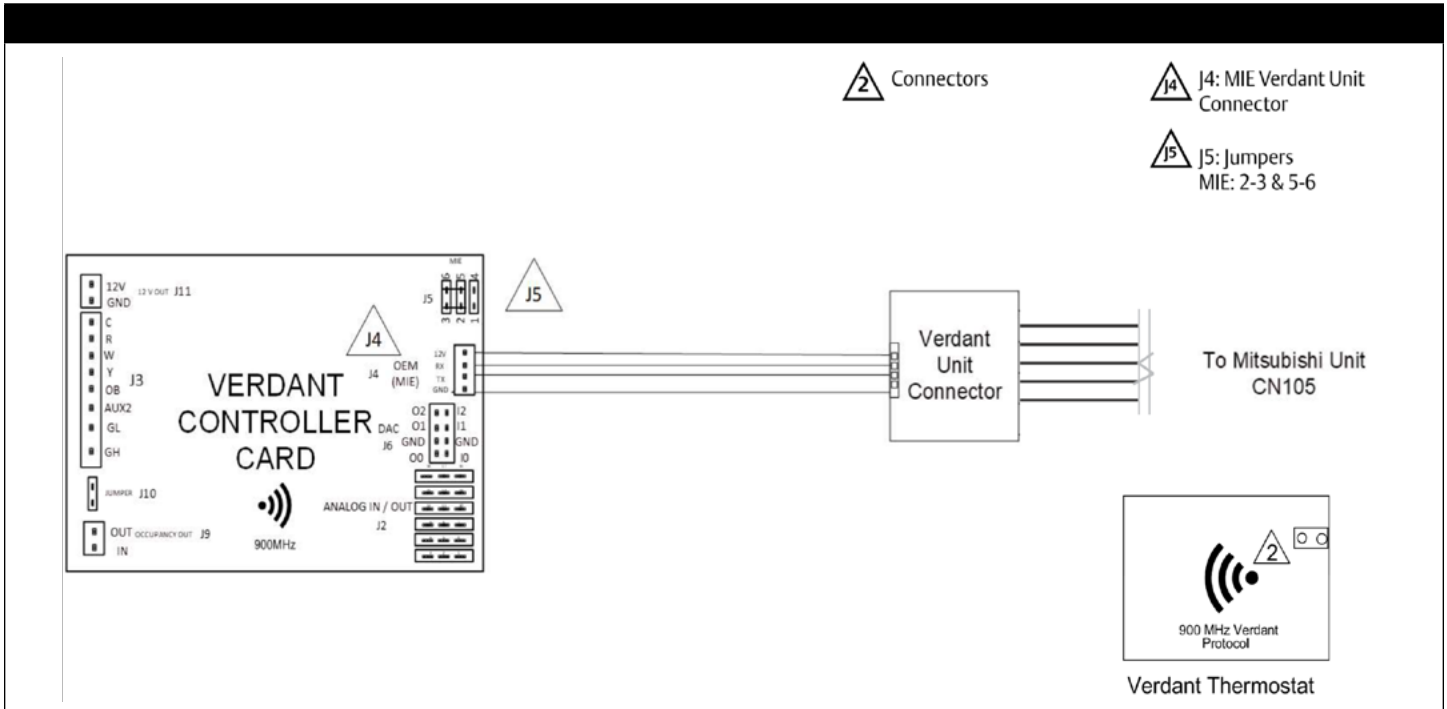 2 Connectors
J4 J4: MIE Verdant Unit
Connector
J5 J5: Jumpers
MIE: 2-3 & 5-6
MIE
6 5 4
J5
3 2 1
J5
12V
GND
12 V OUT J11
C
R
W
Y
OB
AUX2
GL
GH
J3
JUMPER J10
OUT
IN
OCCUPANCY OUT J9
VERDANT
CONTROLLER
CARD
900MHz
J4
OEM
(MIE)
J4
12V
RX
TX
GND
DAC
J6
O2 I2
O1 I1
GND GND
O0 I0
ANALOG IN / OUT
J2
Verdant
Unit
Connector
To Mitsubishi Unit
CN105
2
900 MHz Verdant
Protocol
Verdant Thermostat